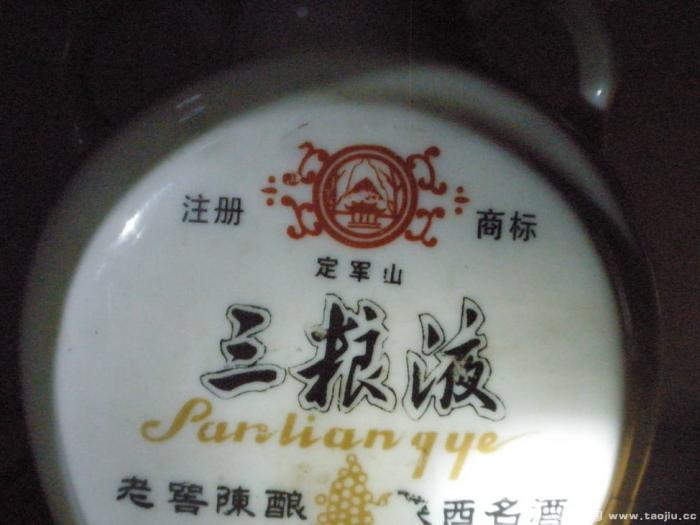 注册 商标
定军山
三粮液
Sanliangye
老窖陳酿 西名酒
www.taojiu.cc